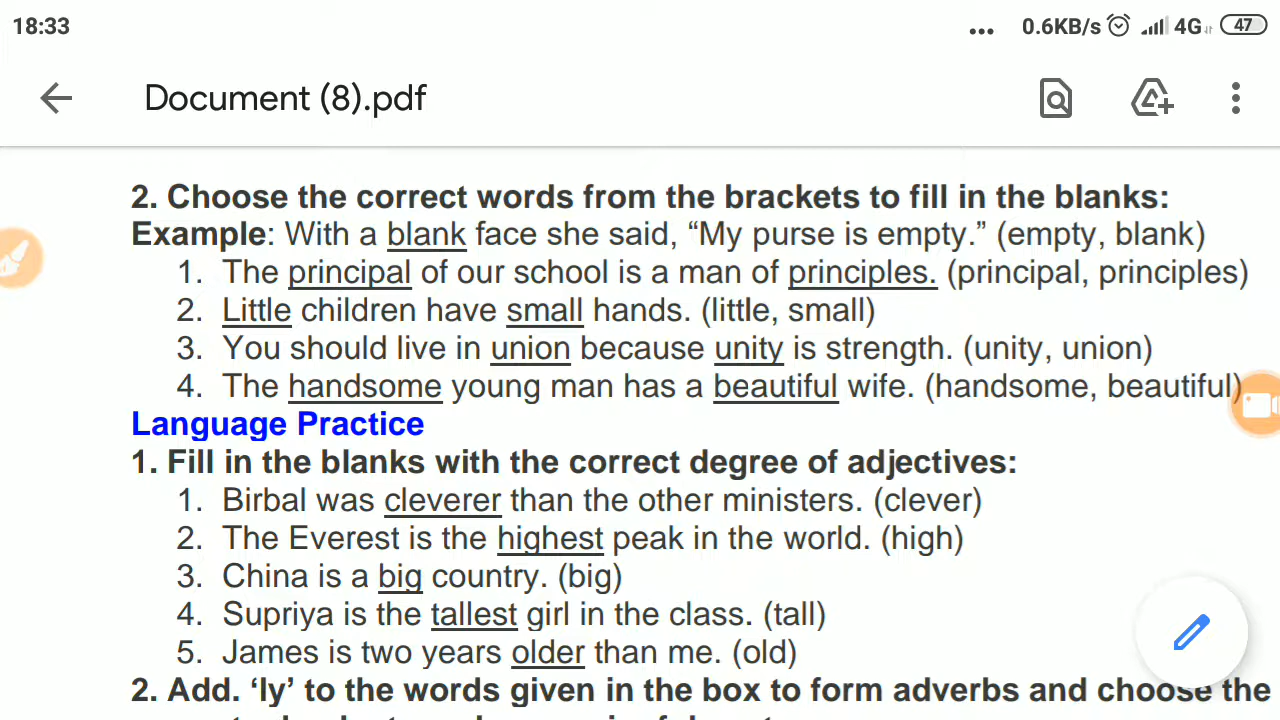 18:33 ... 0.6KB/s 4G 47
Document (8).pdf
2. Choose the correct words from the brackets to fill in the blanks:
Example: With a blank face she said, “My purse is empty.” (empty, blank)
1. The principal of our school is a man of principles. (principal, principles)
2. Little children have small hands. (little, small)
3. You should live in union because unity is strength. (unity, union)
4. The handsome young man has a beautiful wife. (handsome, beautiful)
Language Practice
1. Fill in the blanks with the correct degree of adjectives:
1. Birbal was cleverer than the other ministers. (clever)
2. The Everest is the highest peak in the world. (high)
3. China is a big country. (big)
4. Supriya is the tallest girl in the class. (tall)
5. James is two years older than me. (old)
2. Add. ‘ly’ to the words given in the box to form adverbs and choose the